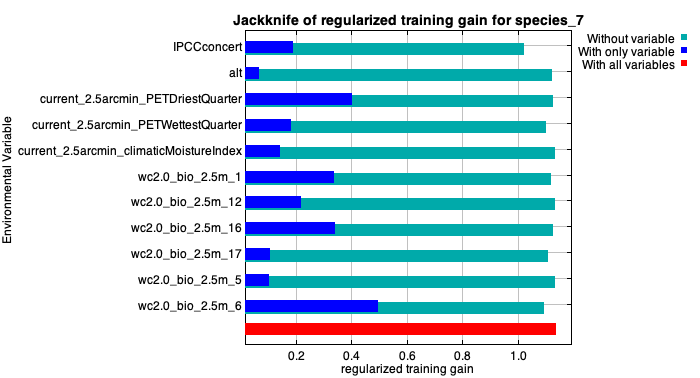 Jackknife of regularized training gain for species_7
Without variable
With only variable
With all variables
Environmental Variable
IPCCconcert
alt
current_2.5arcmin_PETDriestQuarter
current_2.5arcmin_PETWettestQuarter
current_2.5arcmin_climaticMoistureIndex
wc2.0_bio_2.5m_1
wc2.0_bio_2.5m_12
wc2.0_bio_2.5m_16
wc2.0_bio_2.5m_17
wc2.0_bio_2.5m_5
wc2.0_bio_2.5m_6
0.2 0.4 0.6 0.8 1.0
regularized training gain